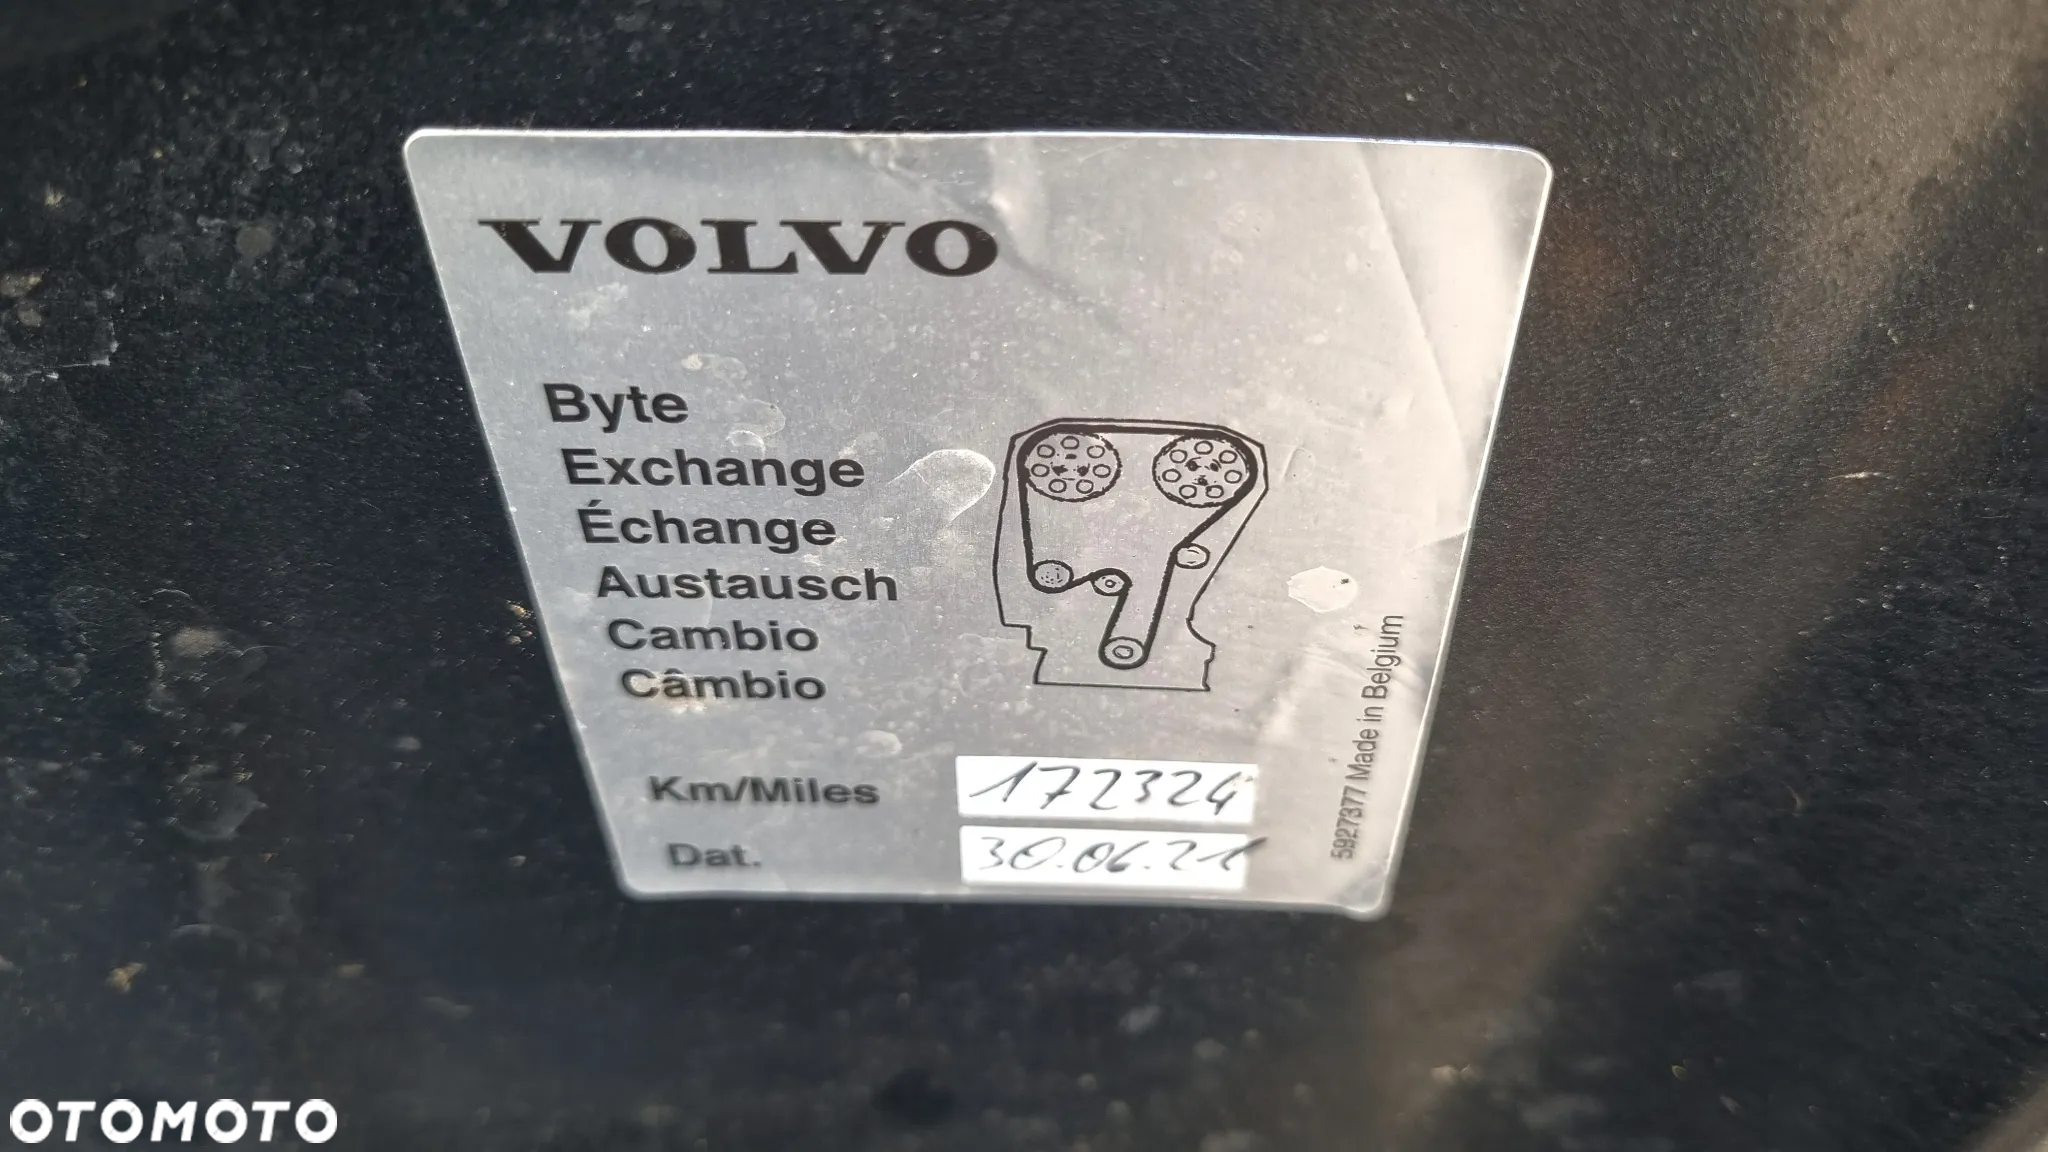 VOLVO
Byte
Exchange
Échange
Austausch
Cambio
Câmbio
Km/Miles 172324
Dat. 30.06.21
5927377 Made in Belgium
OTOMOTO